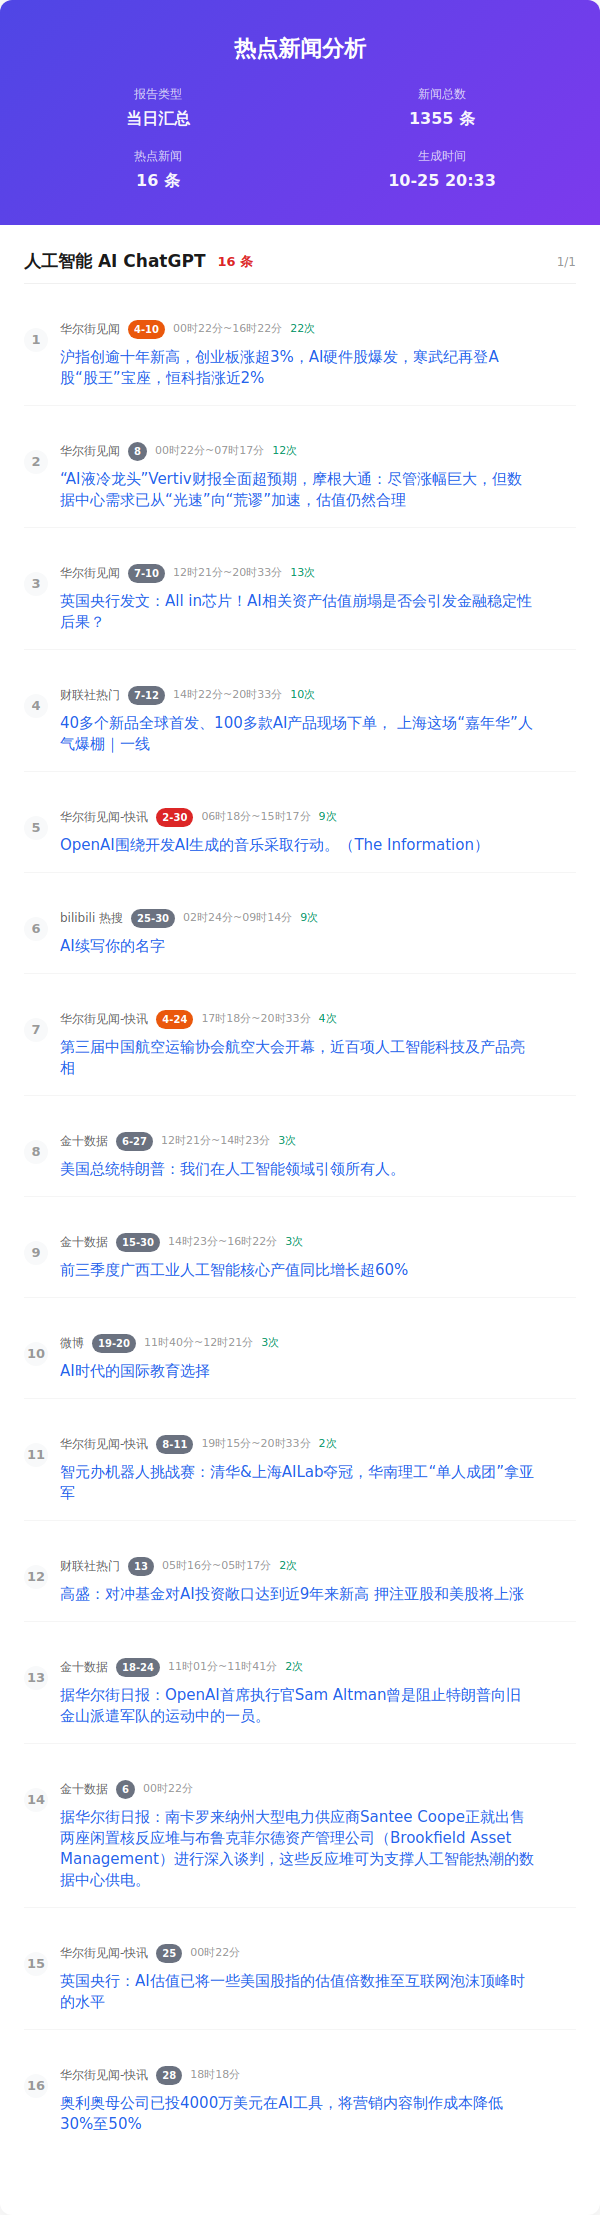 热点新闻分析
报告类型
当日汇总
新闻总数
1355 条
热点新闻
16 条
生成时间
10-25 20:33
人工智能 AI ChatGPT 16 条 1/1
1
华尔街见闻 4-10 00时22分~16时22分 22次
沪指创逾十年新高，创业板涨超3%，AI硬件股爆发，寒武纪再登A
股“股王”宝座，恒科指涨近2%
2
华尔街见闻 8 00时22分~07时17分 12次
“AI液冷龙头”Vertiv财报全面超预期，摩根大通：尽管涨幅巨大，但数
据中心需求已从“光速”向“荒谬”加速，估值仍然合理
3
华尔街见闻 7-10 12时21分~20时33分 13次
英国央行发文：All in芯片！AI相关资产估值崩塌是否会引发金融稳定性
后果？
4
财联社热门 7-12 14时22分~20时33分 10次
40多个新品全球首发、100多款AI产品现场下单， 上海这场“嘉年华”人
气爆棚｜一线
5
华尔街见闻-快讯 2-30 06时18分~15时17分 9次
OpenAI围绕开发AI生成的音乐采取行动。（The Information）
6
bilibili 热搜 25-30 02时24分~09时14分 9次
AI续写你的名字
7
华尔街见闻-快讯 4-24 17时18分~20时33分 4次
第三届中国航空运输协会航空大会开幕，近百项人工智能科技及产品亮
相
8
金十数据 6-27 12时21分~14时23分 3次
美国总统特朗普：我们在人工智能领域引领所有人。
9
金十数据 15-30 14时23分~16时22分 3次
前三季度广西工业人工智能核心产值同比增长超60%
10
微博 19-20 11时40分~12时21分 3次
AI时代的国际教育选择
11
华尔街见闻-快讯 8-11 19时15分~20时33分 2次
智元办机器人挑战赛：清华&上海AILab夺冠，华南理工“单人成团”拿亚
军
12
财联社热门 13 05时16分~05时17分 2次
高盛：对冲基金对AI投资敞口达到近9年来新高 押注亚股和美股将上涨
13
金十数据 18-24 11时01分~11时41分 2次
据华尔街日报：OpenAI首席执行官Sam Altman曾是阻止特朗普向旧
金山派遣军队的运动中的一员。
14
金十数据 6 00时22分
据华尔街日报：南卡罗来纳州大型电力供应商Santee Coope正就出售
两座闲置核反应堆与布鲁克菲尔德资产管理公司（Brookfield Asset
Management）进行深入谈判，这些反应堆可为支撑人工智能热潮的数
据中心供电。
15
华尔街见闻-快讯 25 00时22分
英国央行：AI估值已将一些美国股指的估值倍数推至互联网泡沫顶峰时
的水平
16
华尔街见闻-快讯 28 18时18分
奥利奥母公司已投4000万美元在AI工具，将营销内容制作成本降低
30%至50%